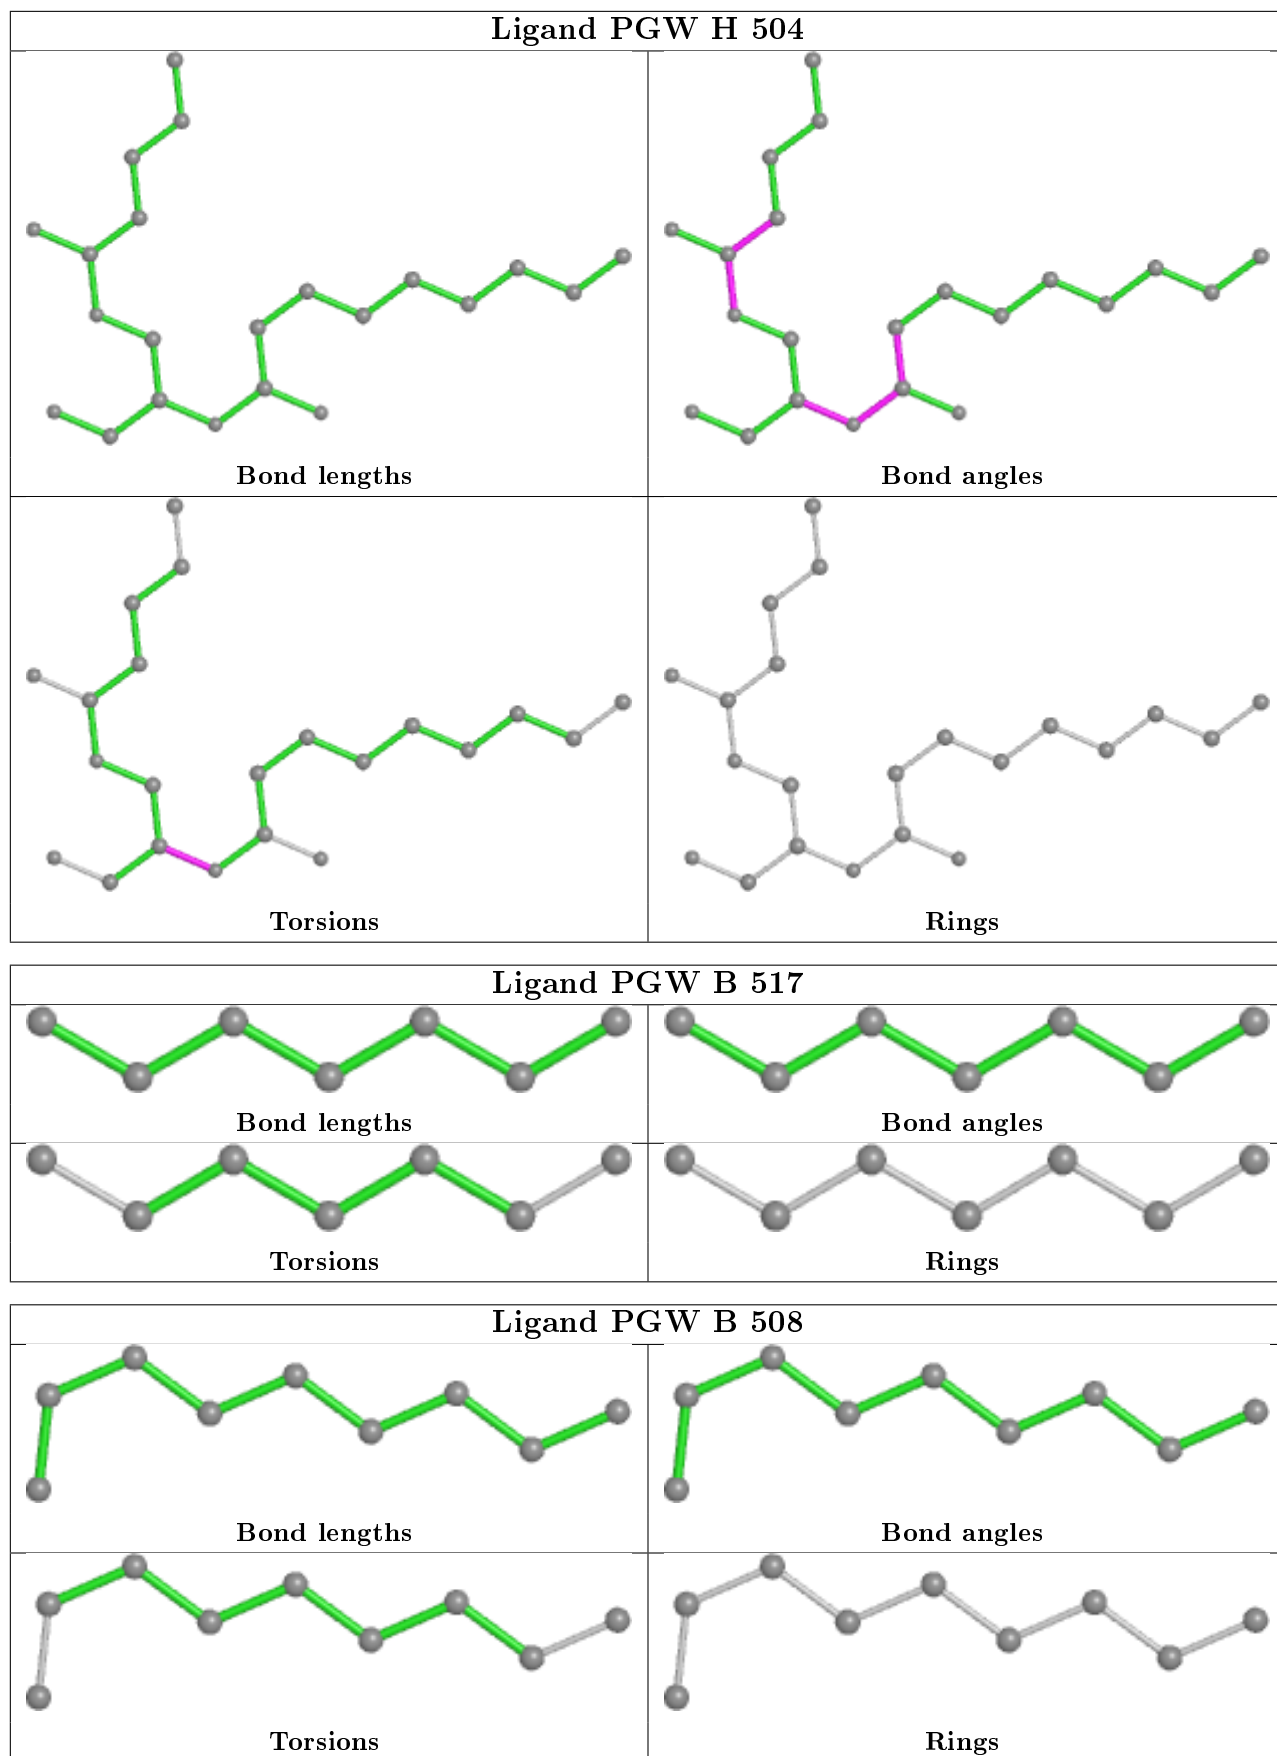 Ligand PGW H 504
Bond lengths
Bond angles
Torsions
Rings
Ligand PGW B 517
Bond lengths
Bond angles
Torsions
Rings
Ligand PGW B 508
Bond lengths
Bond angles
Torsions
Rings